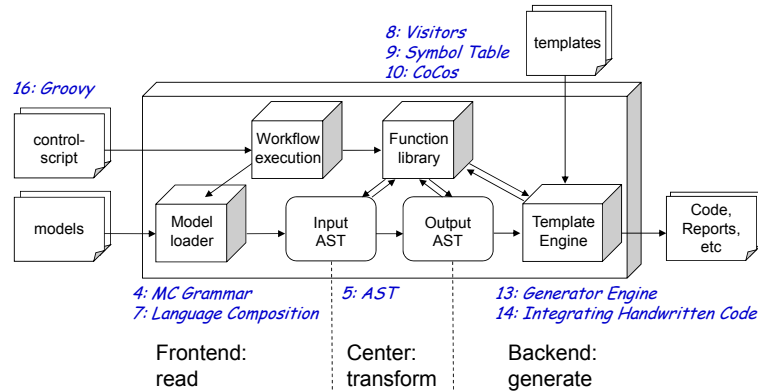 8: Visitors
9: Symbol Table
10: CoCos
templates
16: Groovy
control-
script
Workflow
execution
Function
library
models
Model
loader
Input
AST
Output
AST
Template
Engine
Code,
Reports,
etc
4: MC Grammar
7: Language Composition
5: AST
13: Generator Engine
14: Integrating Handwritten Code
Frontend:
read
Center:
transform
Backend:
generate